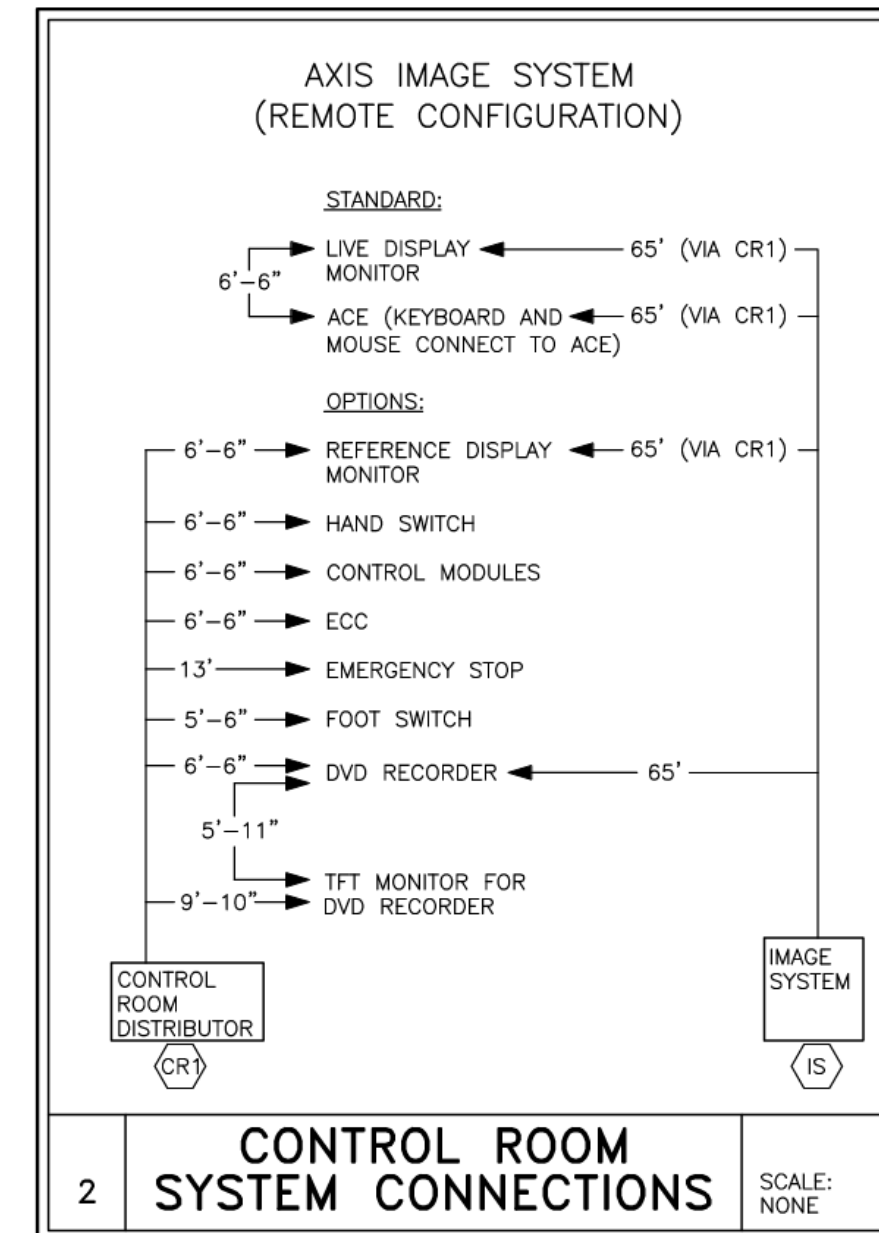 AXIS IMAGE SYSTEM
(REMOTE CONFIGURATION)
STANDARD:
LIVE DISPLAY MONITOR
65' (VIA CR1)
6'-6"
ACE (KEYBOARD AND MOUSE CONNECT TO ACE)
65' (VIA CR1)
OPTIONS:
6'-6"
REFERENCE DISPLAY MONITOR
65' (VIA CR1)
6'-6" HAND SWITCH
6'-6" CONTROL MODULES
6'-6" ECC
13' EMERGENCY STOP
5'-6" FOOT SWITCH
6'-6" DVD RECORDER 65'
5'-11"
TFT MONITOR FOR
9'-10" DVD RECORDER
CONTROL
ROOM
DISTRIBUTOR
CR1
IMAGE
SYSTEM
IS
2
CONTROL ROOM
SYSTEM CONNECTIONS
SCALE:
NONE